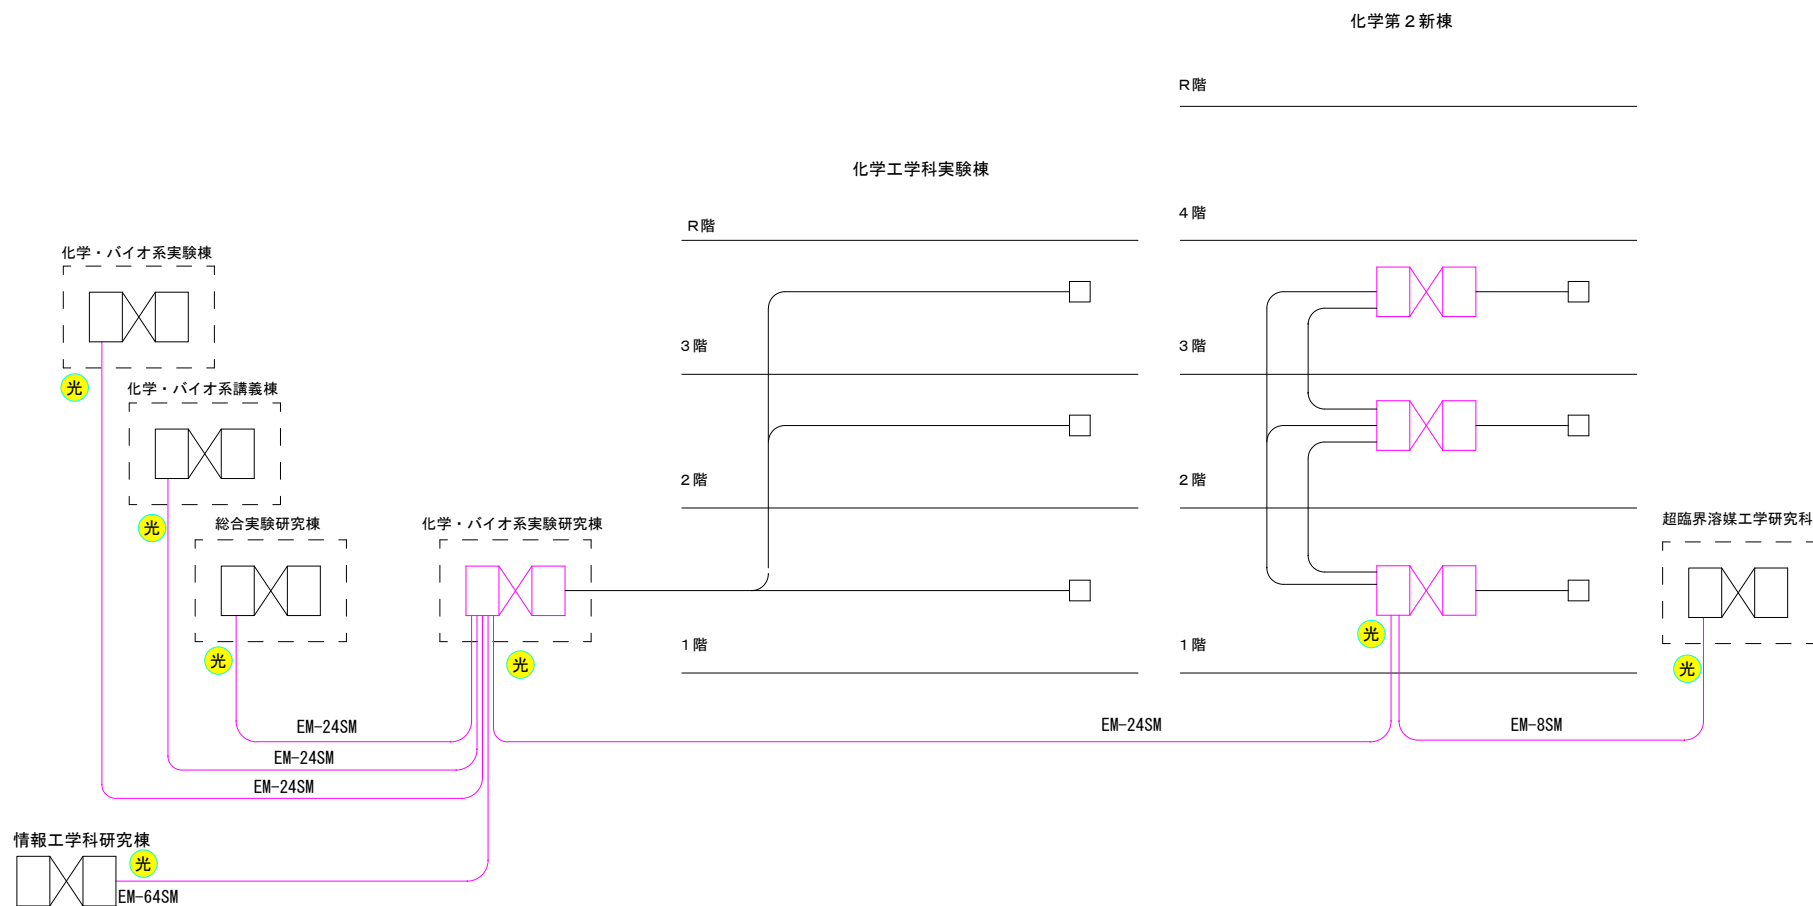 化学第２新棟
Ｒ階
化学工学科実験棟
４階
Ｒ階
化学・バイオ系実験棟
３階
３階
光
化学・バイオ系講義棟
２階
２階
光
総合実験研究棟
化学・バイオ系実験研究棟
超臨界溶媒工学研究科
光
光
１階
光
１階
光
EM-24SM
EM-24SM
EM-8SM
EM-24SM
EM-24SM
情報工学科研究棟
光
EM-64SM